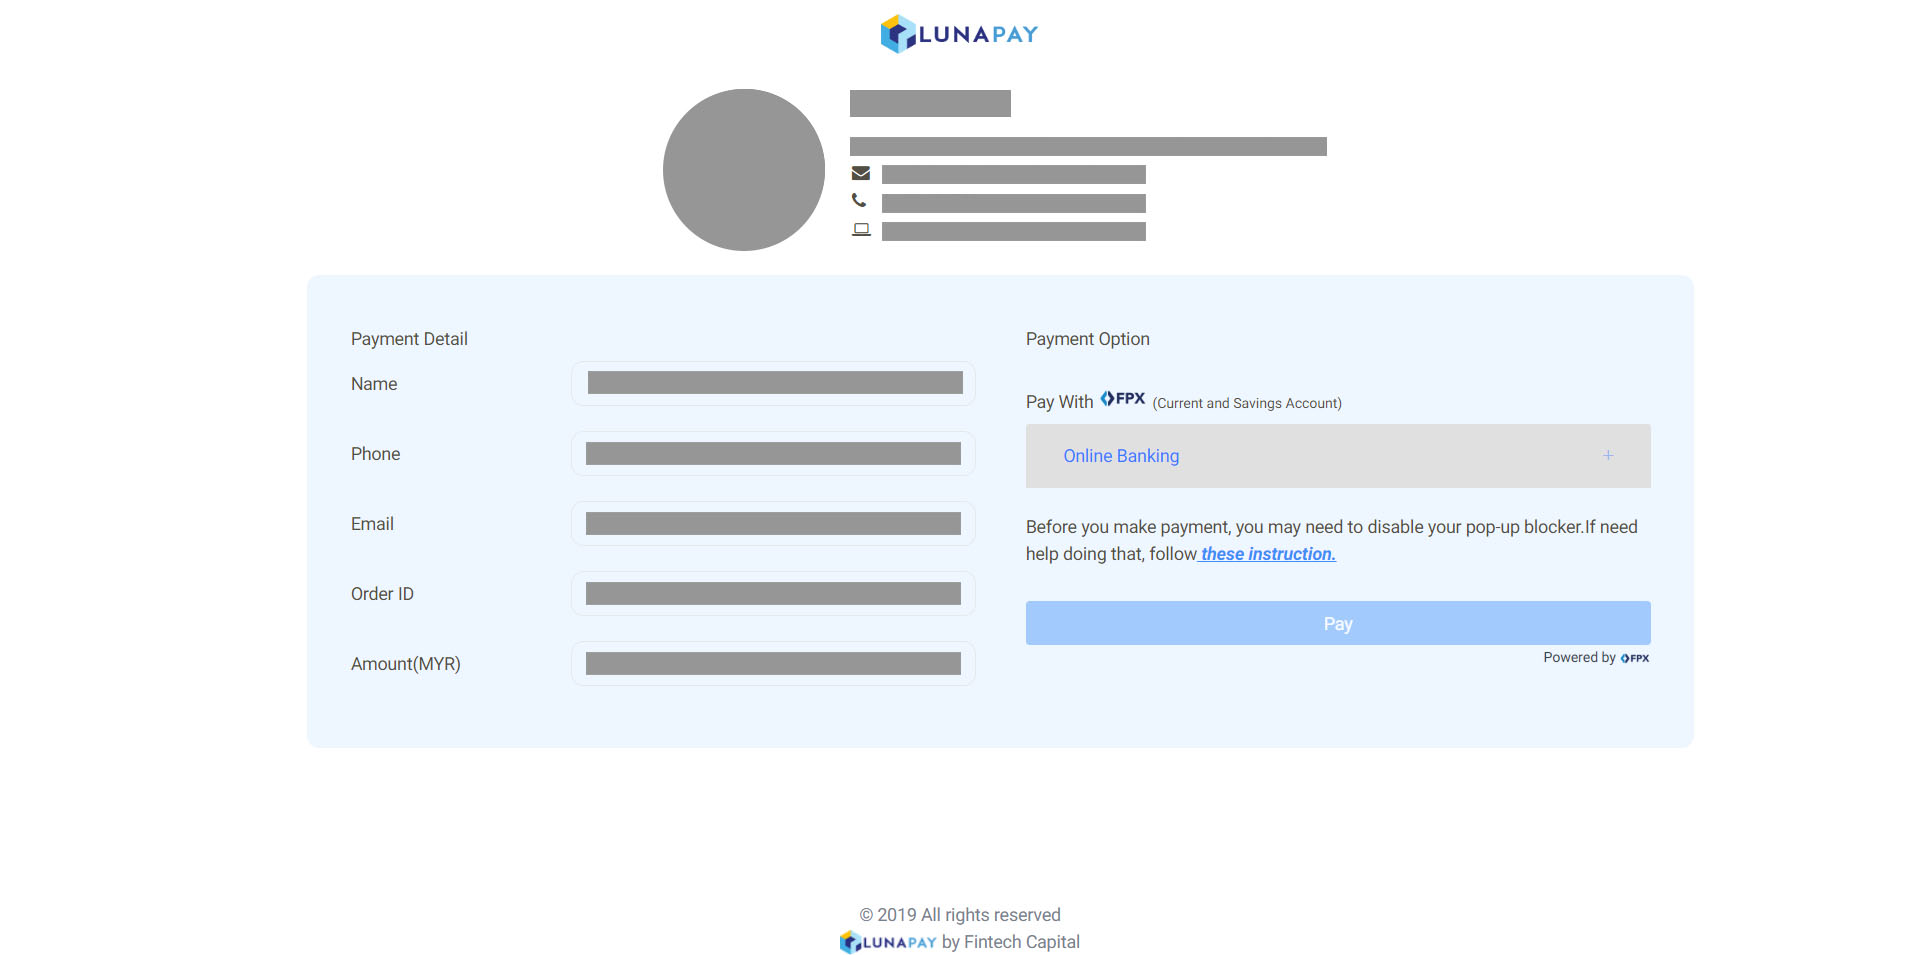 LUNAPAY
Payment Detail
Name
Phone
Email
Order ID
Amount(MYR)
Payment Option
Pay With FPX (Current and Savings Account)
Online Banking +
Before you make payment, you may need to disable your pop-up blocker.If need
help doing that, follow these instruction.
Pay
Powered by FPX
© 2019 All rights reserved
LUNAPAY by Fintech Capital